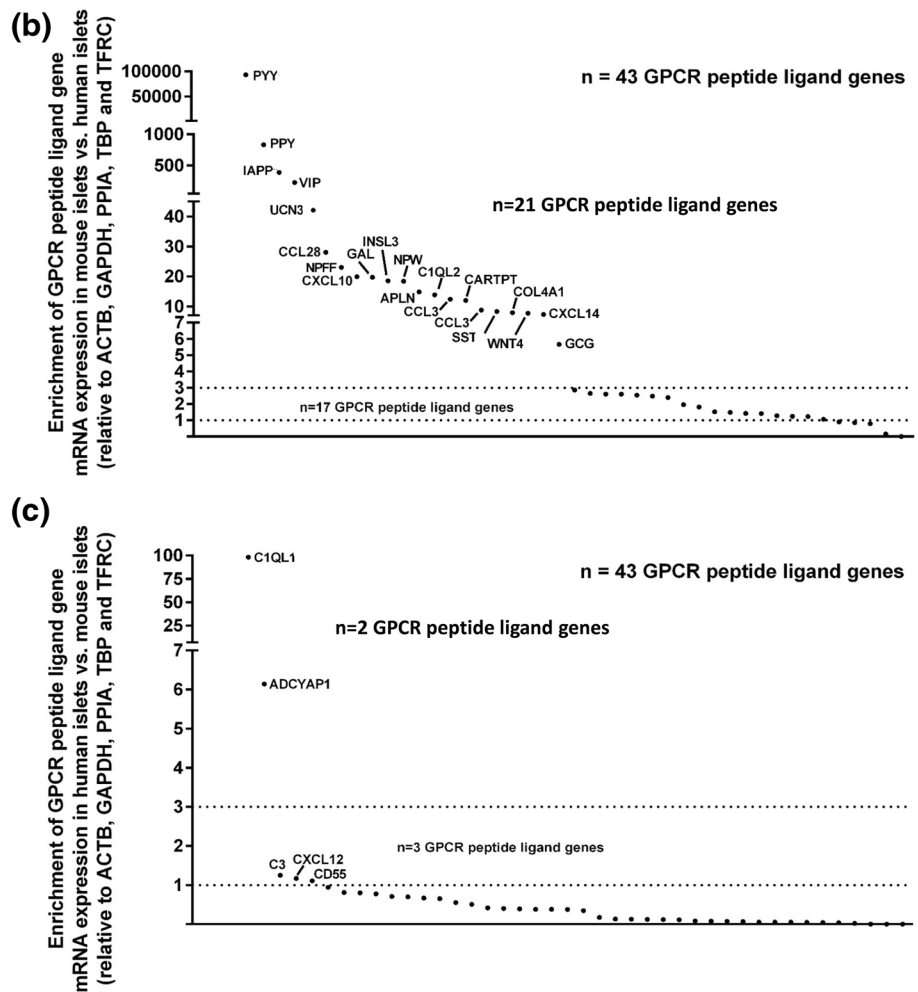 (b)
Enrichment of GPCR peptide ligand gene
mRNA expression in mouse islets vs. human islets
(relative to ACTB, GAPDH, PPIA, TBP and TFRC)
100000
50000
1000
500
40
30
20
10
7
6
5
4
3
2
1
n = 43 GPCR peptide ligand genes
PYY
PPY
IAPP
VIP
n=21 GPCR peptide ligand genes
UCN3
CCL28
NPFF
CXCL10
GAL
INSL3
NPW
APLN
C1QL2
CCL3
CARTPT
CCL3
SST
WNT4
COL4A1
CXCL14
GCG
n=17 GPCR peptide ligand genes
(c)
Enrichment of GPCR peptide ligand gene
mRNA expression in human islets vs. mouse islets
(relative to ACTB, GAPDH, PPIA, TBP and TFRC)
100
75
50
25
7
6
5
4
3
2
1
C1QL1
n = 43 GPCR peptide ligand genes
n=2 GPCR peptide ligand genes
ADCYAP1
n=3 GPCR peptide ligand genes
C3
CXCL12
CD55